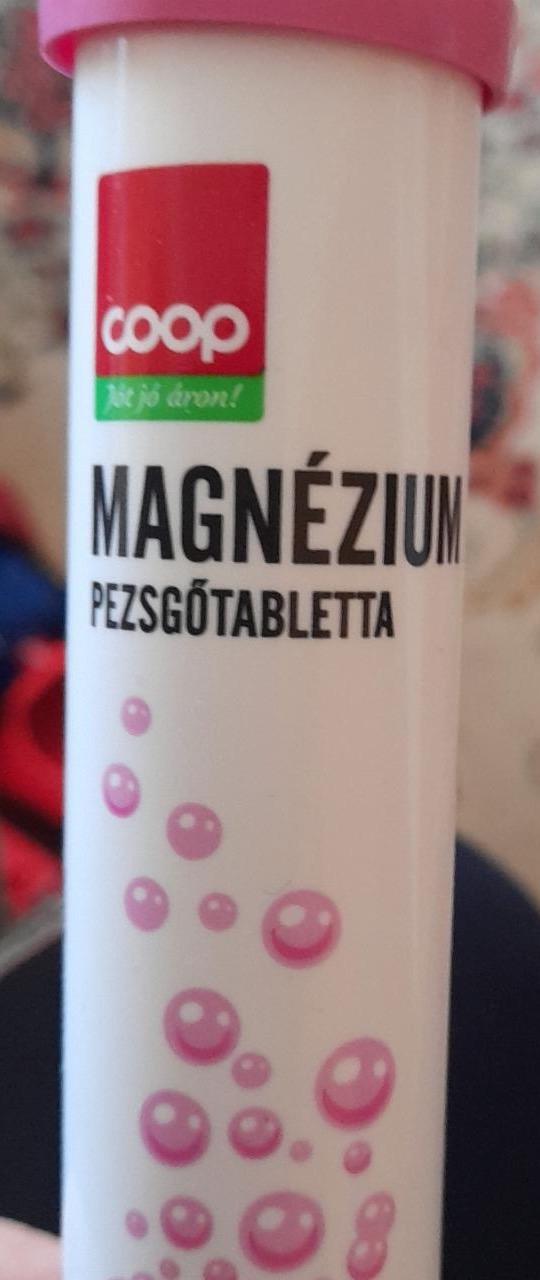 coop
Jót jó áron!
MAGNÉZIUM
PEZSGŐTABLETTA